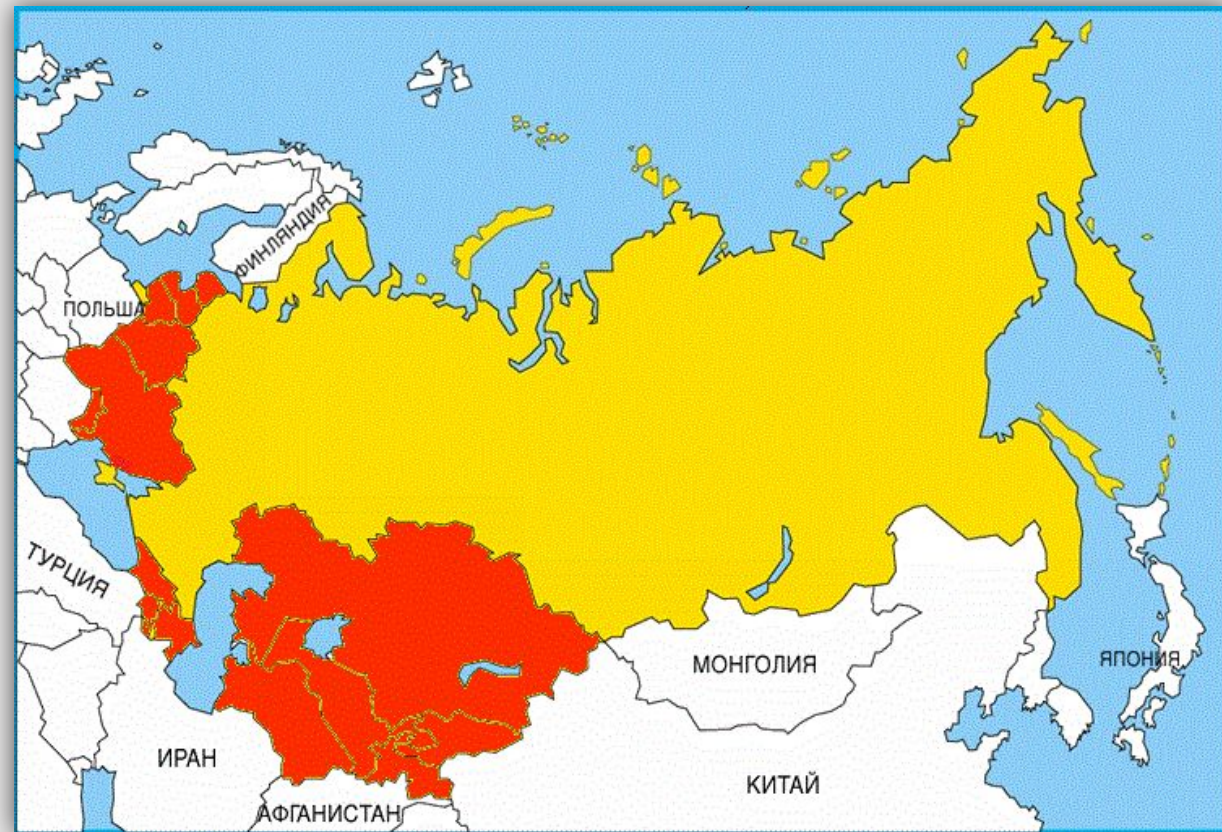 ФИНЛЯНДИЯ
ПОЛЬША
ТУРЦИЯ
МОНГОЛИЯ
ЯПОНИЯ
ИРАН
КИТАЙ
АФГАНИСТАН